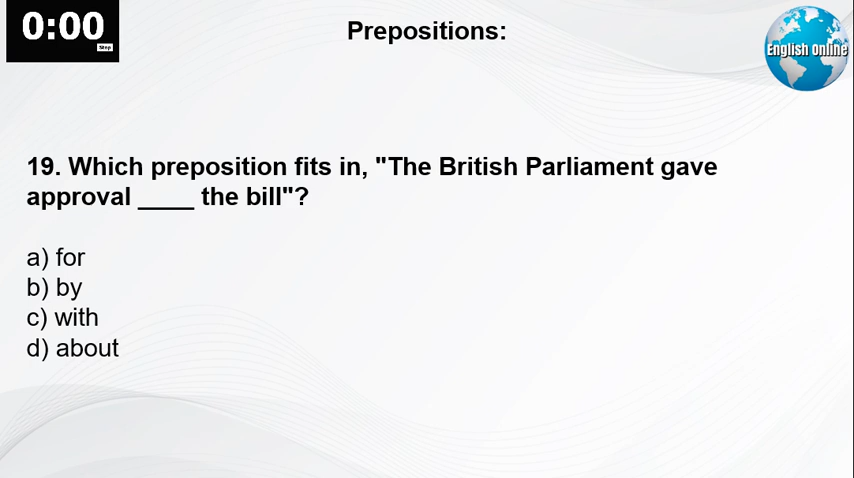 0:00
Stop
Prepositions:
English Online
19. Which preposition fits in, "The British Parliament gave
approval ____ the bill"?
a) for
b) by
c) with
d) about